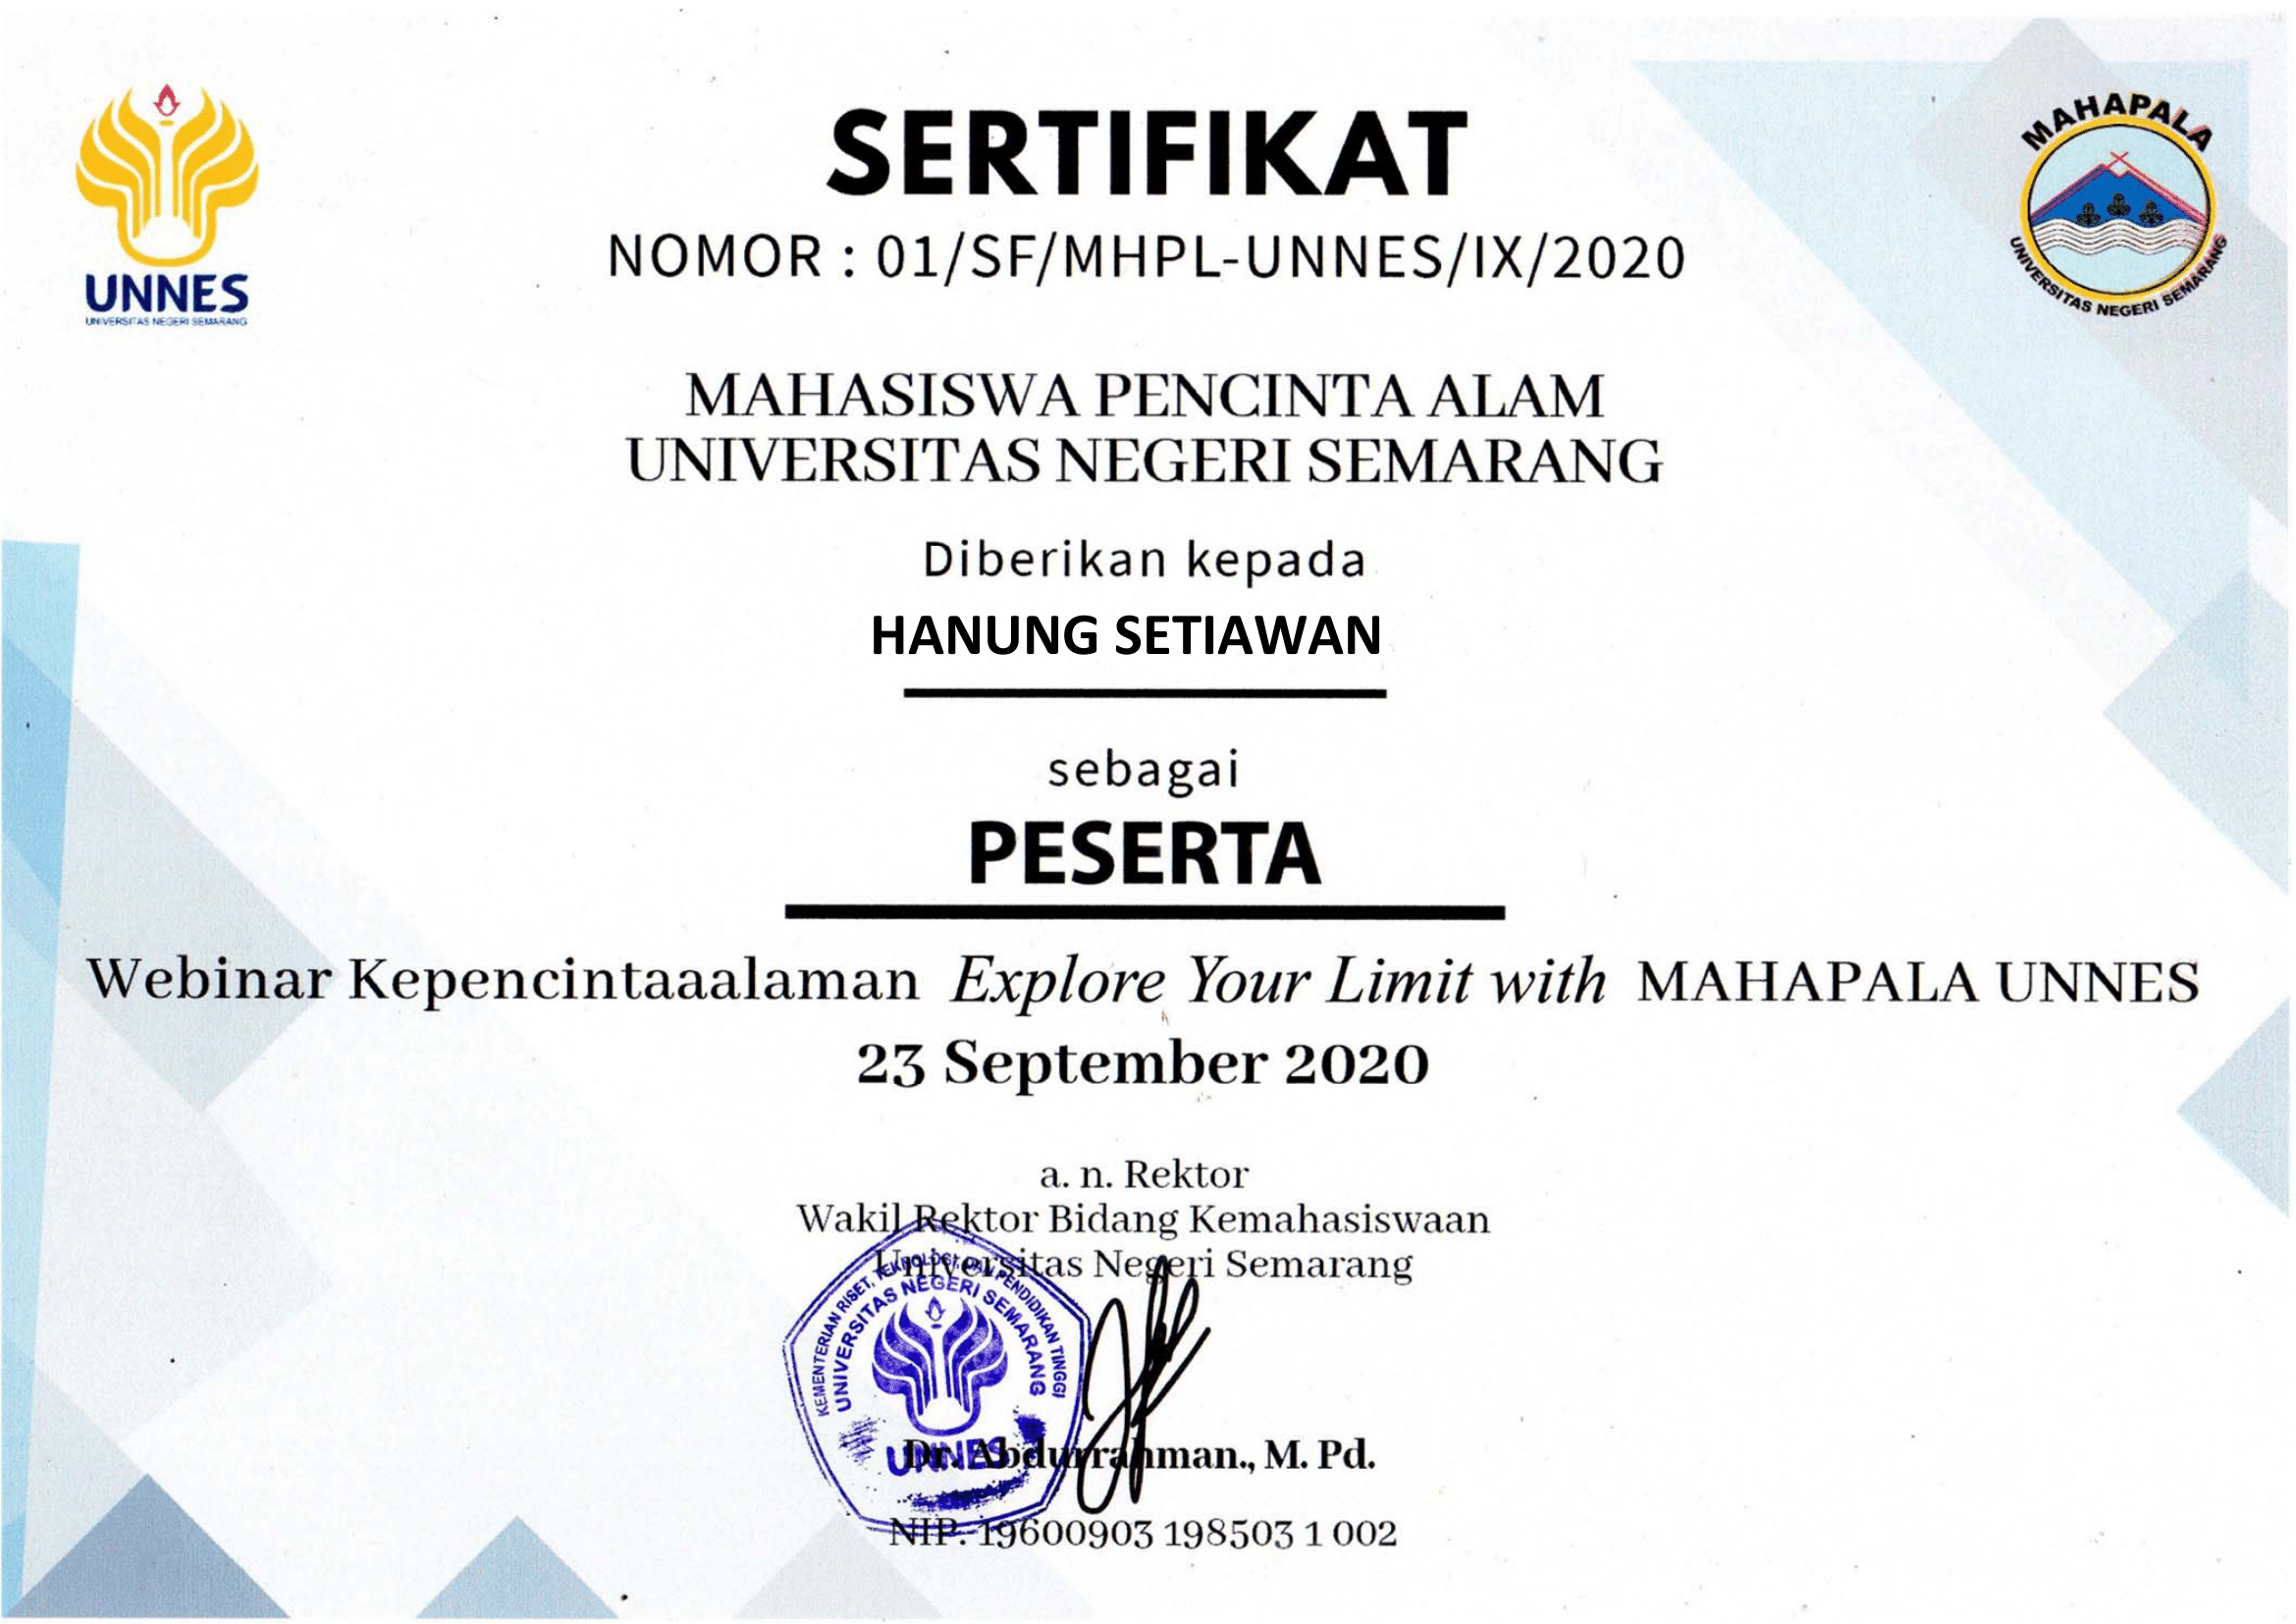 UNNES
UNIVERSITAS NEGERI SEMARANG
SERTIFIKAT
NOMOR : 01/SF/MHPL-UNNES/IX/2020
MAHAPALA
UNIVERSITAS NEGERI SEMARANG
MAHASISWA PENCINTA ALAM
UNIVERSITAS NEGERI SEMARANG
Diberikan kepada
HANUNG SETIAWAN
sebagai
PESERTA
Webinar Kepencintaaalaman Explore Your Limit with MAHAPALA UNNES
23 September 2020
a. n. Rektor
Wakil Rektor Bidang Kemahasiswaan
Universitas Negeri Semarang
KEMENTERIAN RISET, TEKNOLOGI, DAN PENDIDIKAN TINGGI
UNIVERSITAS NEGERI SEMARANG
UNNES
Dr. Abdurrahman., M. Pd.
NIP. 19600903 198503 1 002